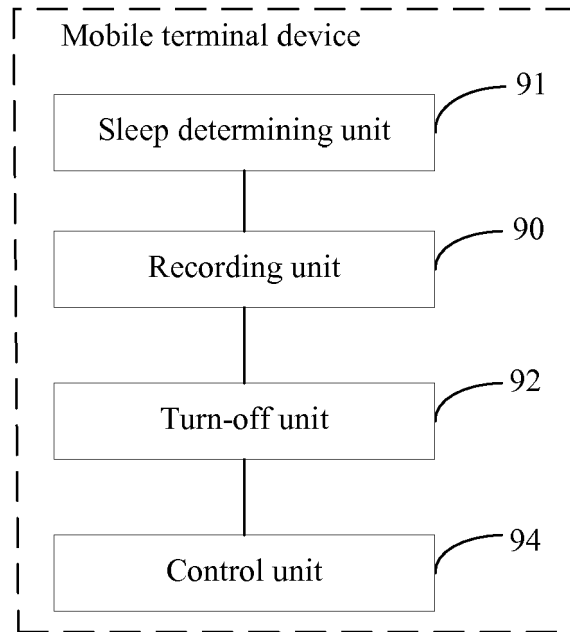 Mobile terminal device
91
Sleep determining unit
90
Recording unit
92
Turn-off unit
94
Control unit